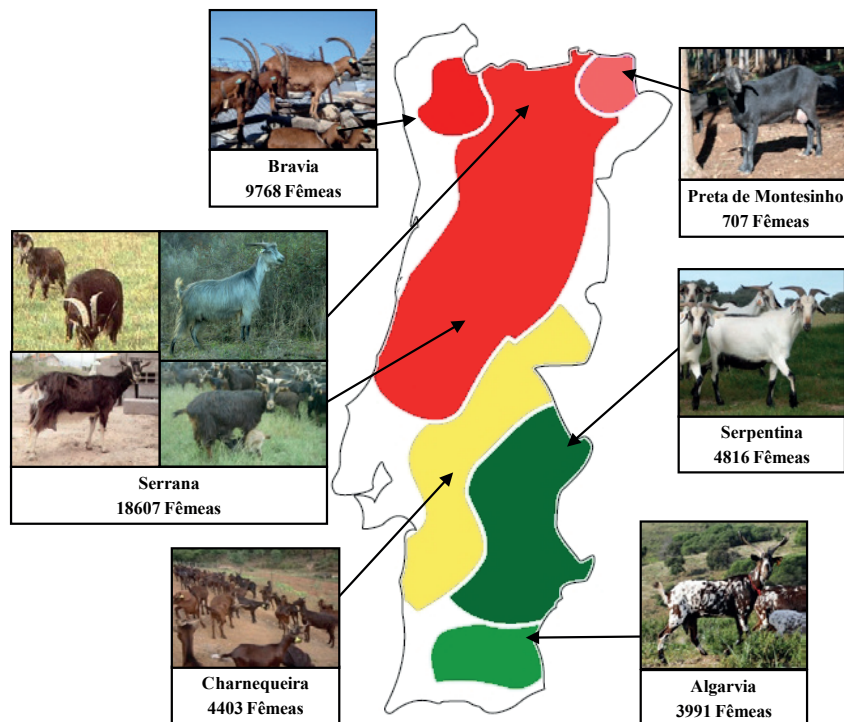 Bravia
9768 Fêmeas
Preta de Montesinho
707 Fêmeas
Serrana
18607 Fêmeas
Serpentina
4816 Fêmeas
Charnequeira
4403 Fêmeas
Algarvia
3991 Fêmeas